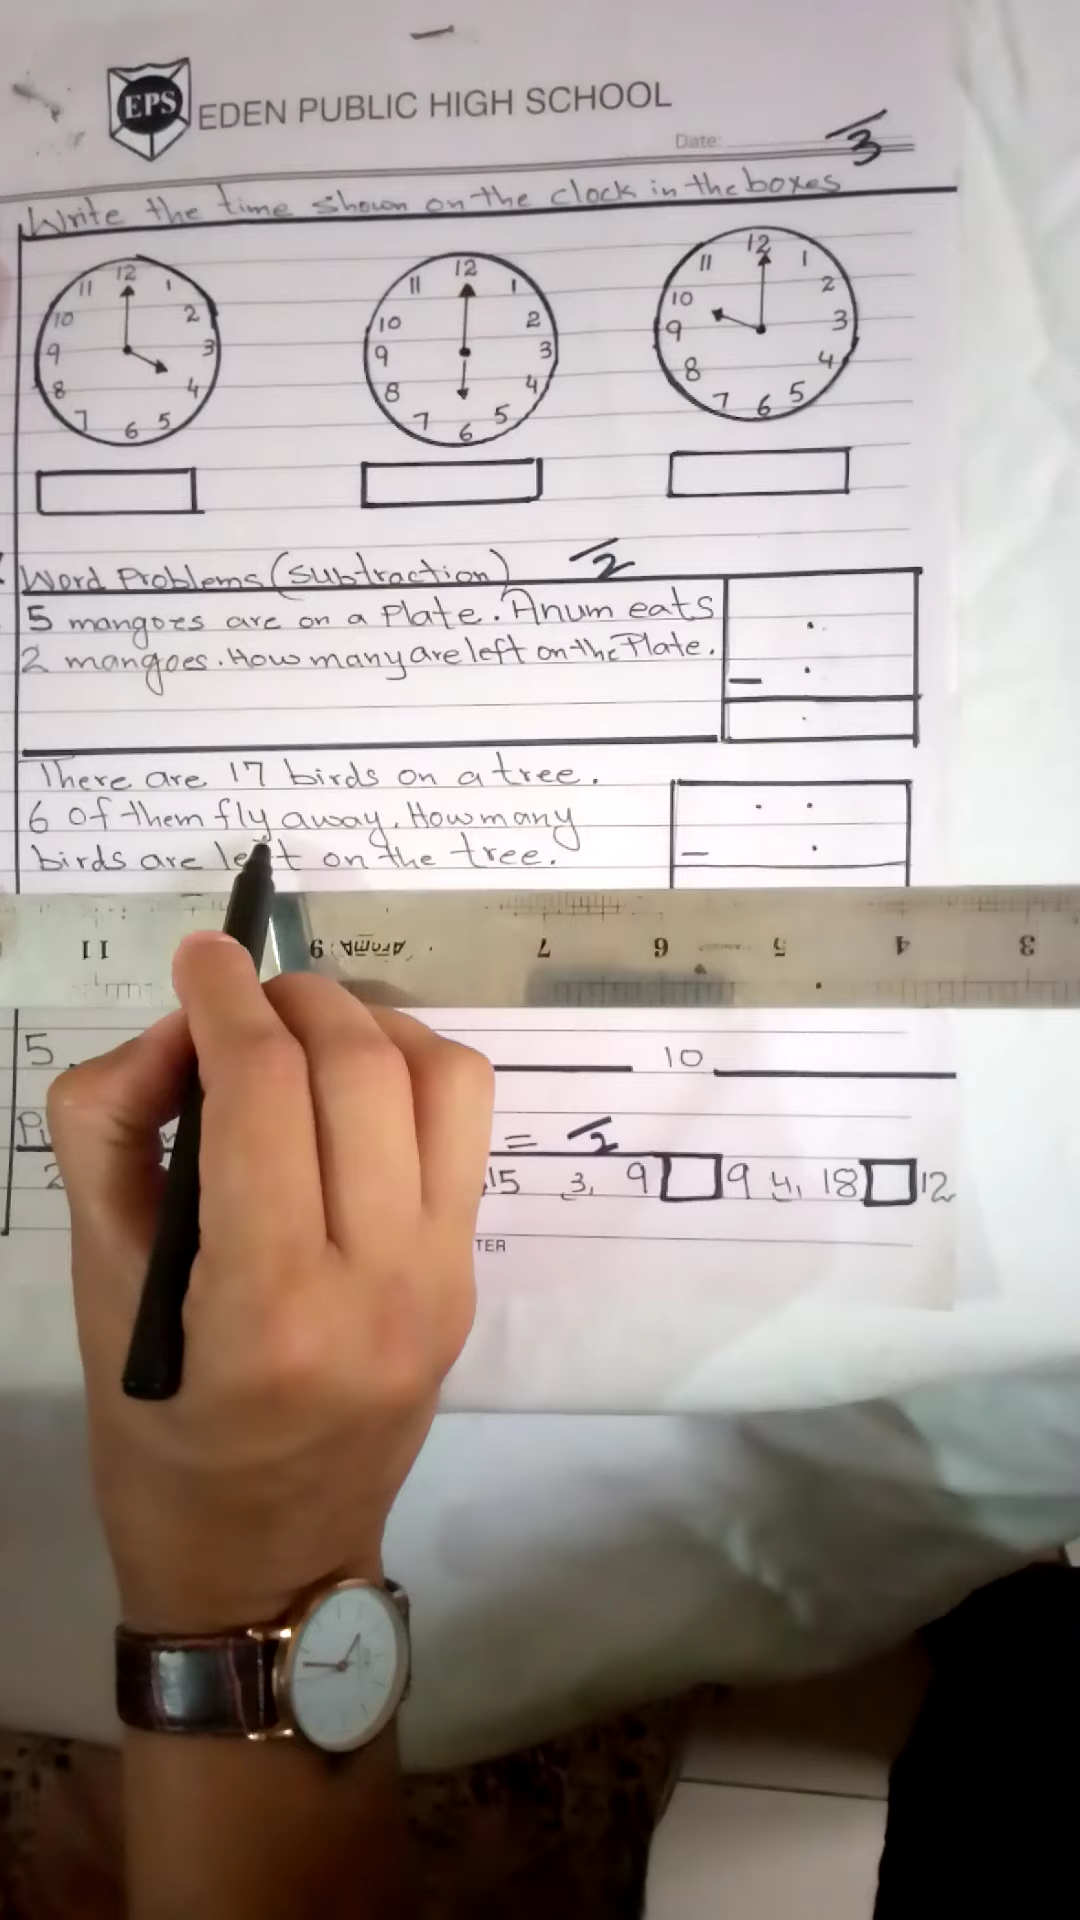 EPS EDEN PUBLIC HIGH SCHOOL
Date: /3
Write the time shown on the clock in the boxes
12 1 2 3 4 5 6 7 8 9 10 11
12 1 2 3 4 5 6 7 8 9 10 11
12 1 2 3 4 5 6 7 8 9 10 11
Word Problems (subtraction) /2
5 mangoes are on a Plate. Anum eats
2 mangoes. How many are left on the Plate.
There are 17 birds on a tree.
6 of them fly away. How many
birds are left on the tree.
11 9 AromA 7 6 5 4 3
5 10
= /2
2 15 3, 9 9 4, 18 12
TER